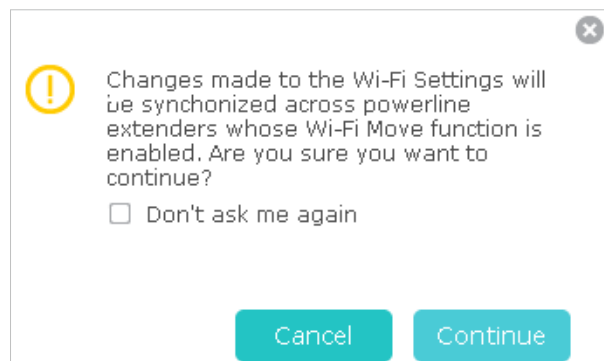 Changes made to the Wi-Fi Settings will
be synchonized across powerline
extenders whose Wi-Fi Move function is
enabled. Are you sure you want to
continue?
Don't ask me again
Cancel
Continue